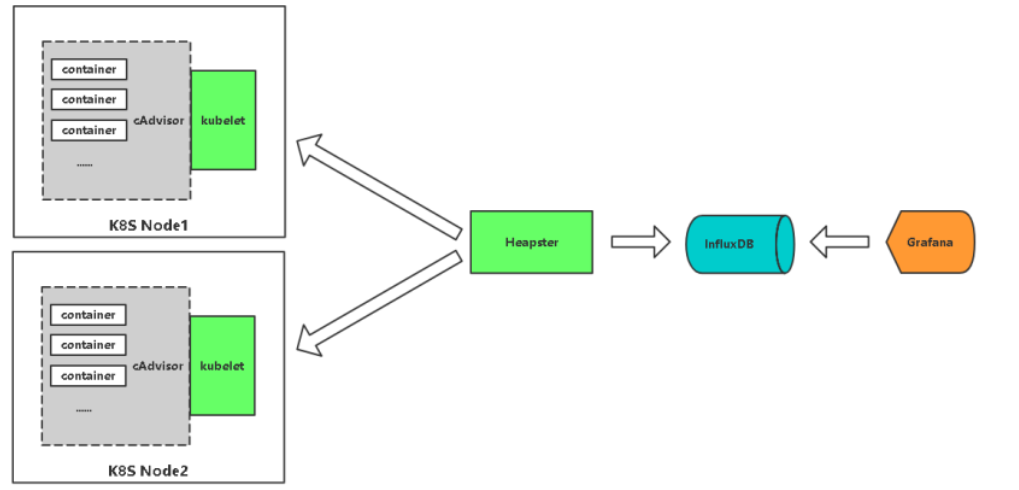 container
container
container
......
cAdvisor
kubelet
K8S Node1
container
container
container
......
cAdvisor
kubelet
K8S Node2
Heapster
InfluxDB
Grafana